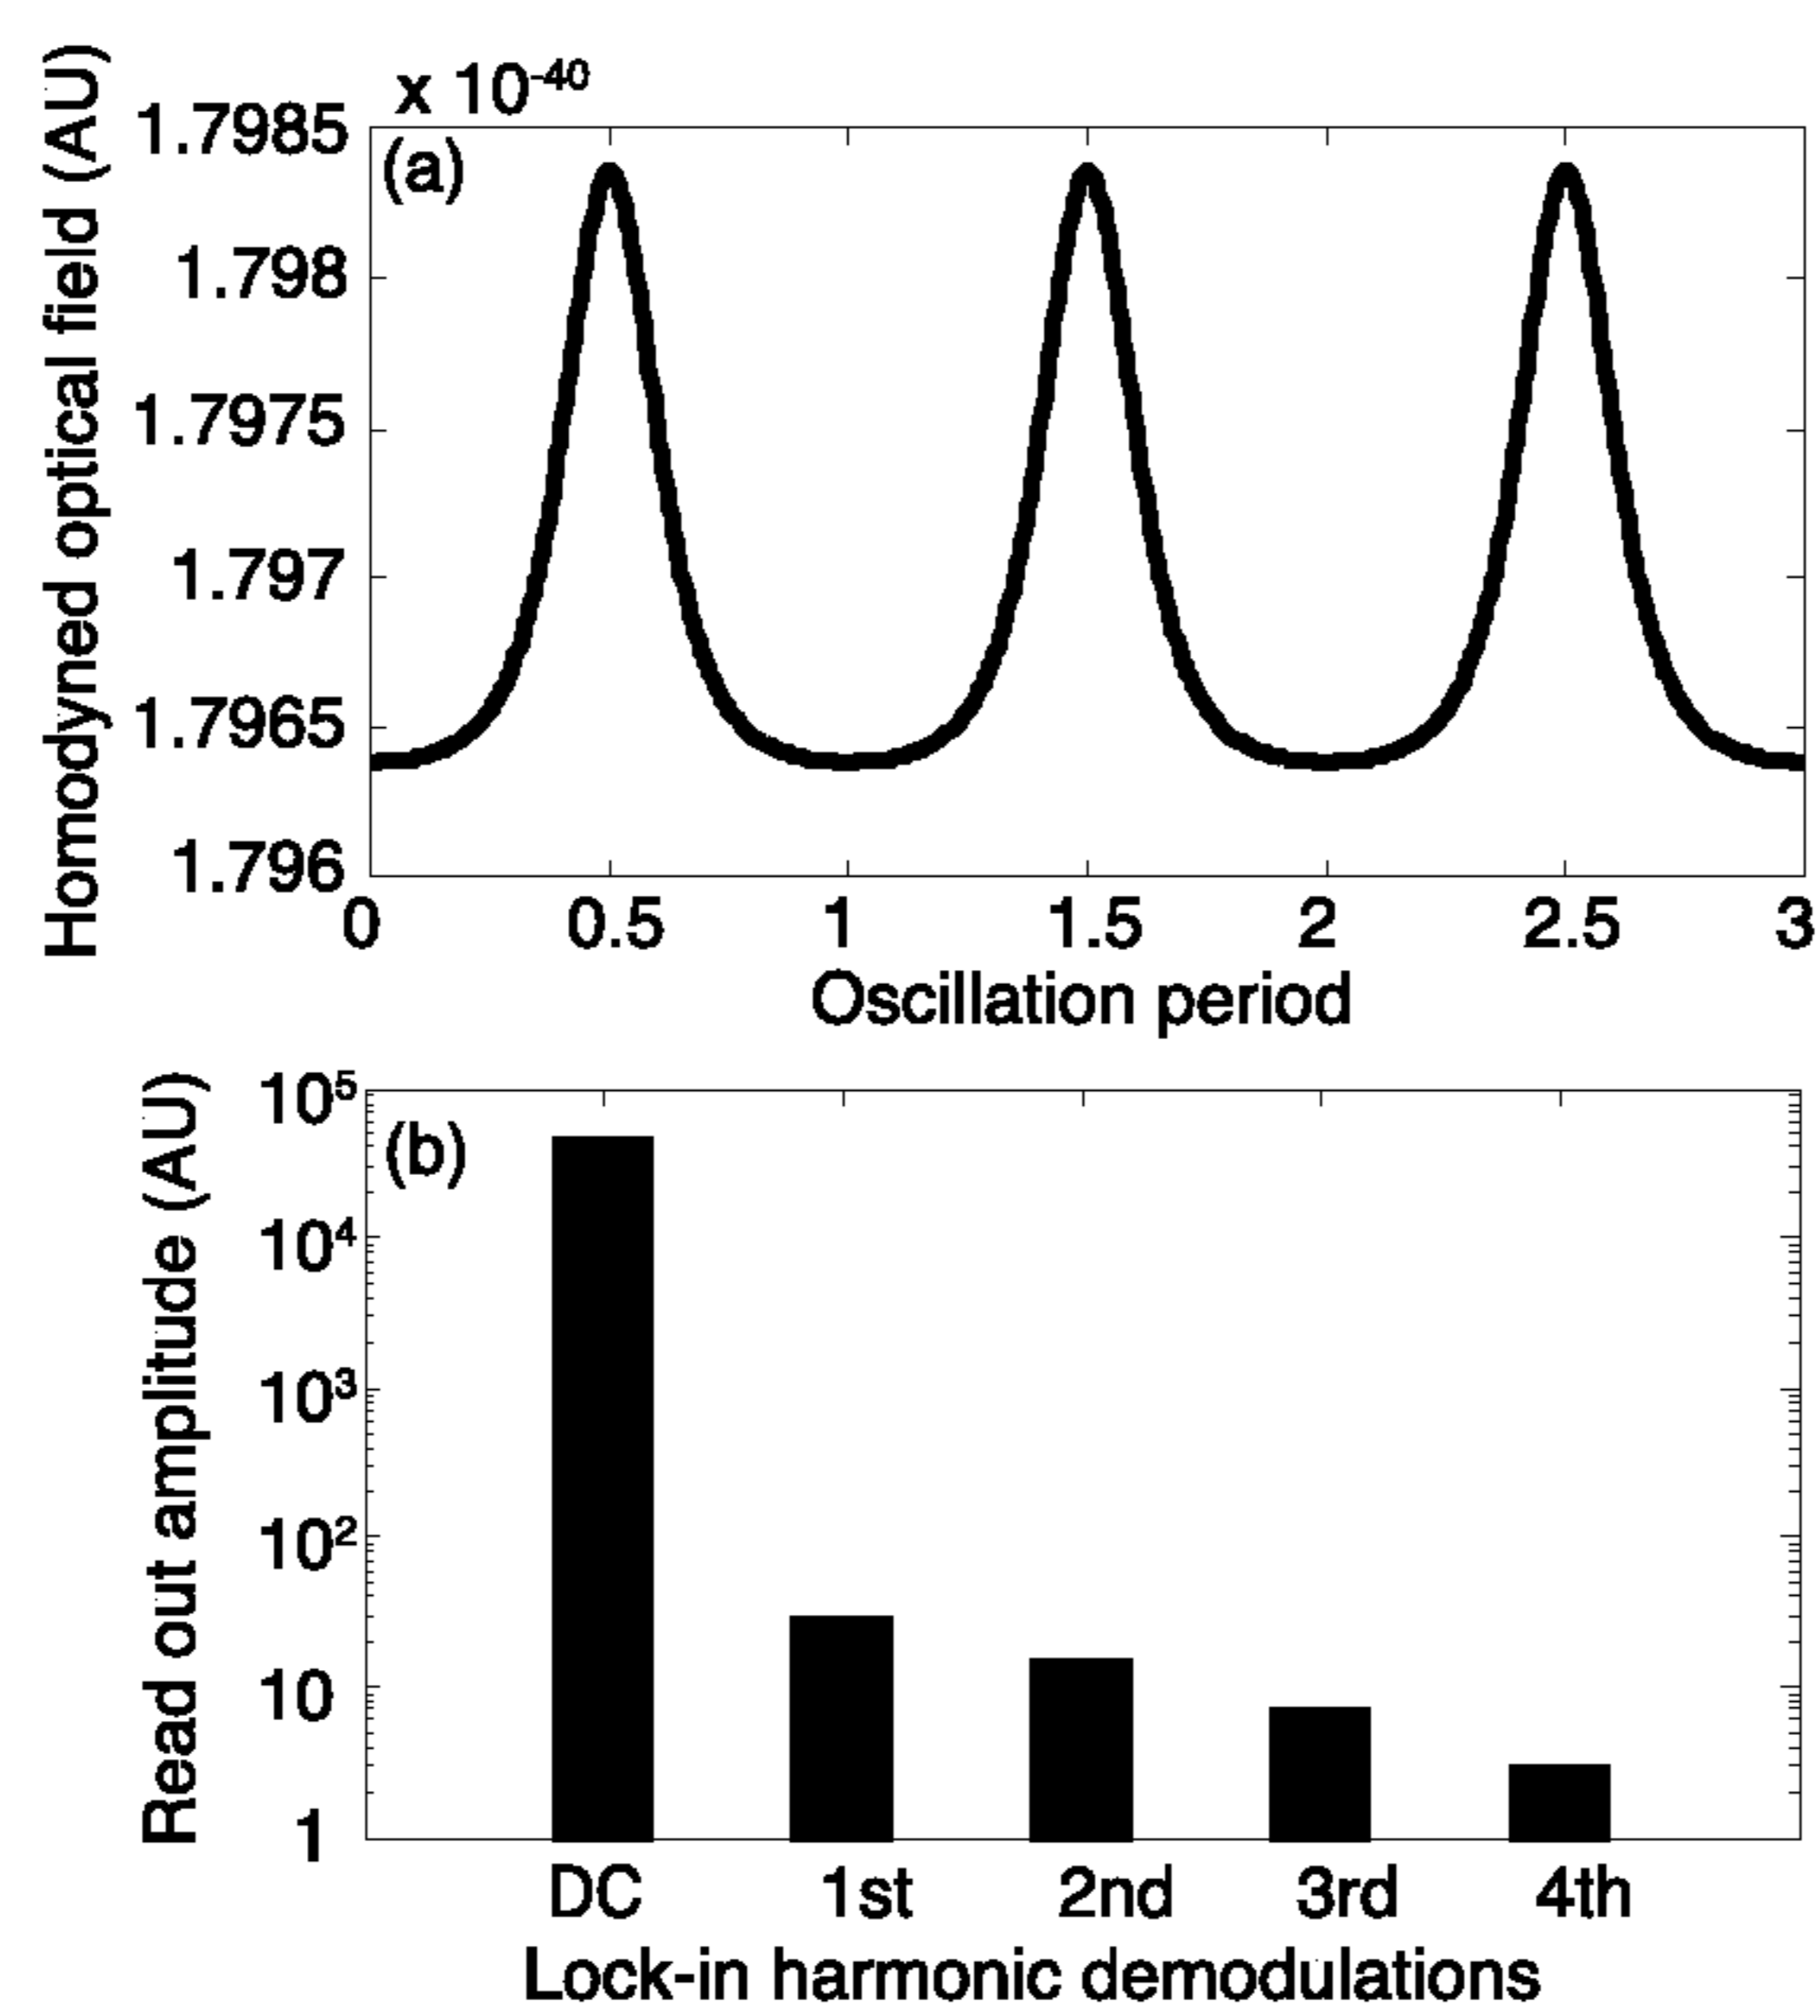 x 10⁻⁴⁰
Homodyned optical field (AU)
(a)
1.7985
1.798
1.7975
1.797
1.7965
1.796
0 0.5 1 1.5 2 2.5 3
Oscillation period
Read out amplitude (AU)
(b)
10⁵
10⁴
10³
10²
10
1
DC 1st 2nd 3rd 4th
Lock-in harmonic demodulations